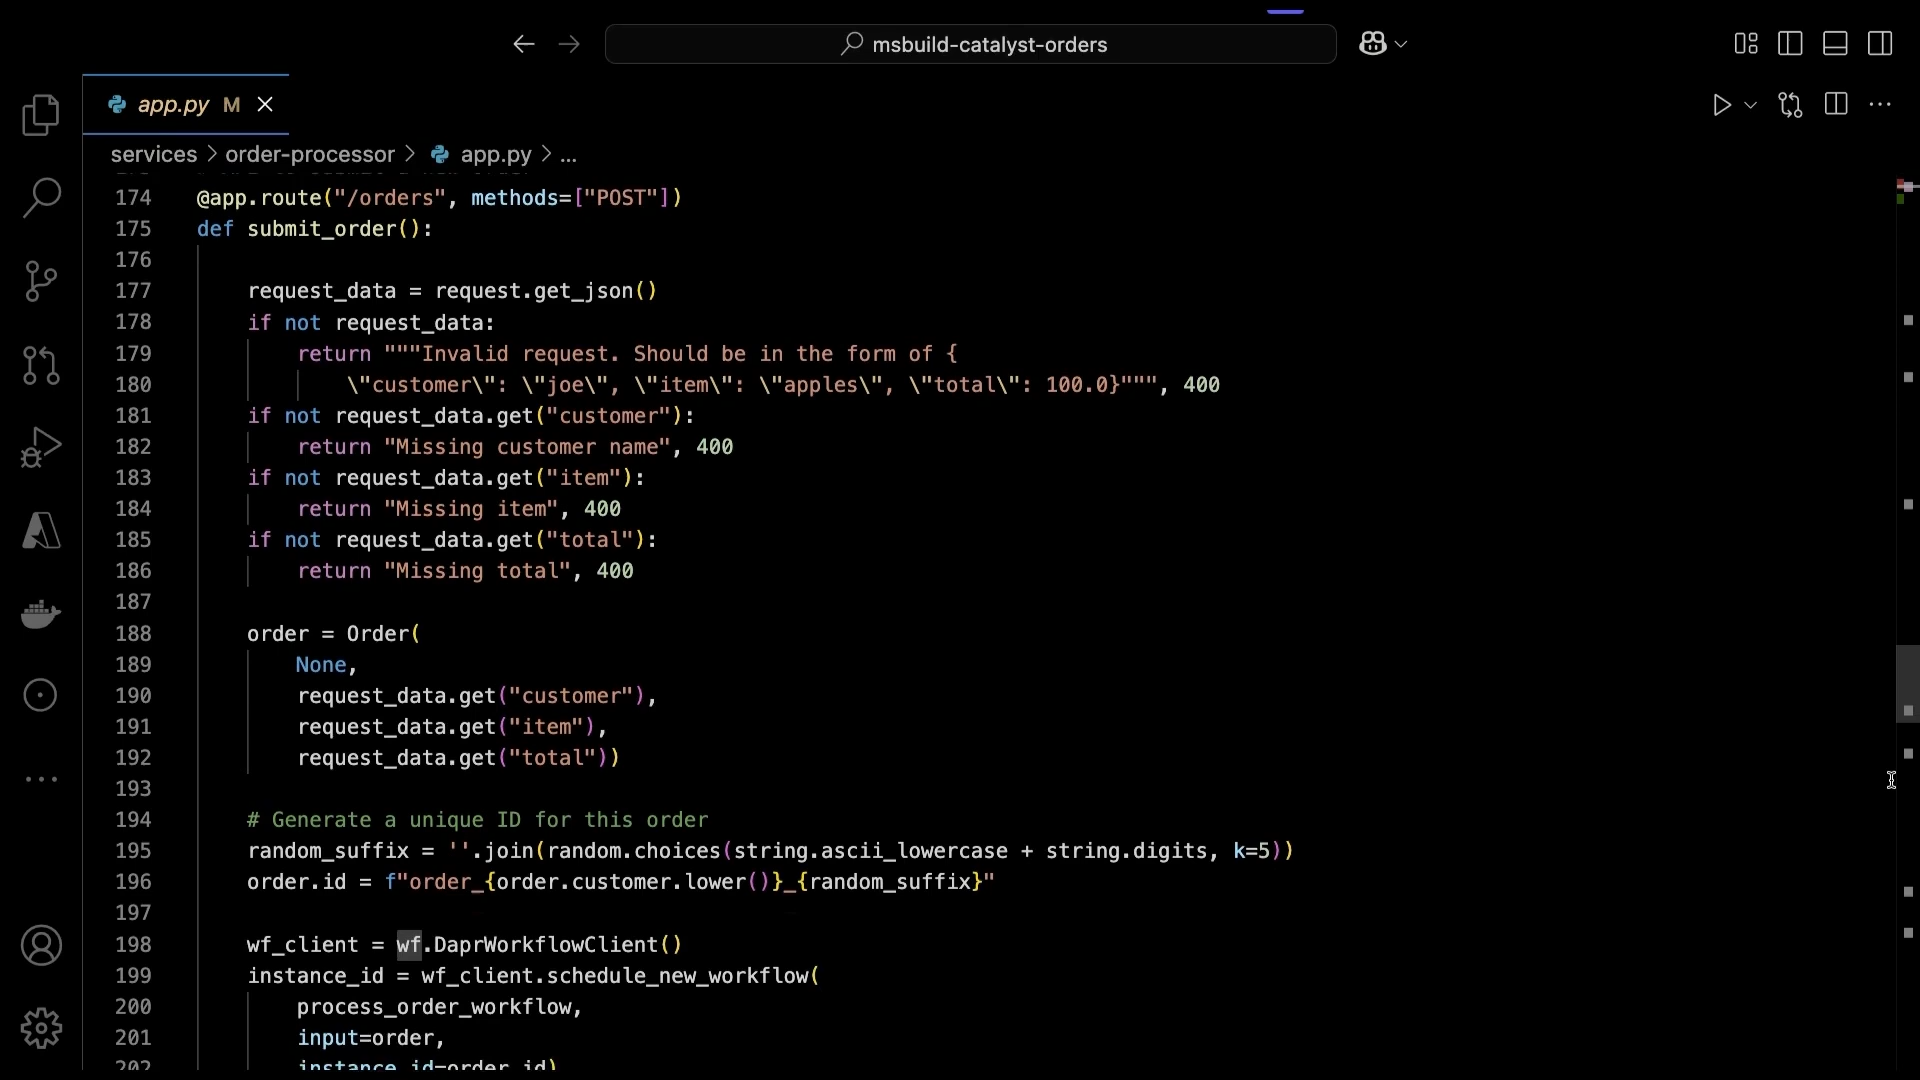 msbuild-catalyst-orders
app.py M
services > order-processor > app.py > ...
174 @app.route("/orders", methods=["POST"])
175 def submit_order():
176
177 request_data = request.get_json()
178 if not request_data:
179 return """Invalid request. Should be in the form of {
180 \"customer\": \"joe\", \"item\": \"apples\", \"total\": 100.0}""", 400
181 if not request_data.get("customer"):
182 return "Missing customer name", 400
183 if not request_data.get("item"):
184 return "Missing item", 400
185 if not request_data.get("total"):
186 return "Missing total", 400
187
188 order = Order(
189 None,
190 request_data.get("customer"),
191 request_data.get("item"),
192 request_data.get("total"))
193
194 # Generate a unique ID for this order
195 random_suffix = ''.join(random.choices(string.ascii_lowercase + string.digits, k=5))
196 order.id = f"order_{order.customer.lower()}_{random_suffix}"
197
198 wf_client = wf.DaprWorkflowClient()
199 instance_id = wf_client.schedule_new_workflow(
200 process_order_workflow,
201 input=order,
202 instance_id=order.id)